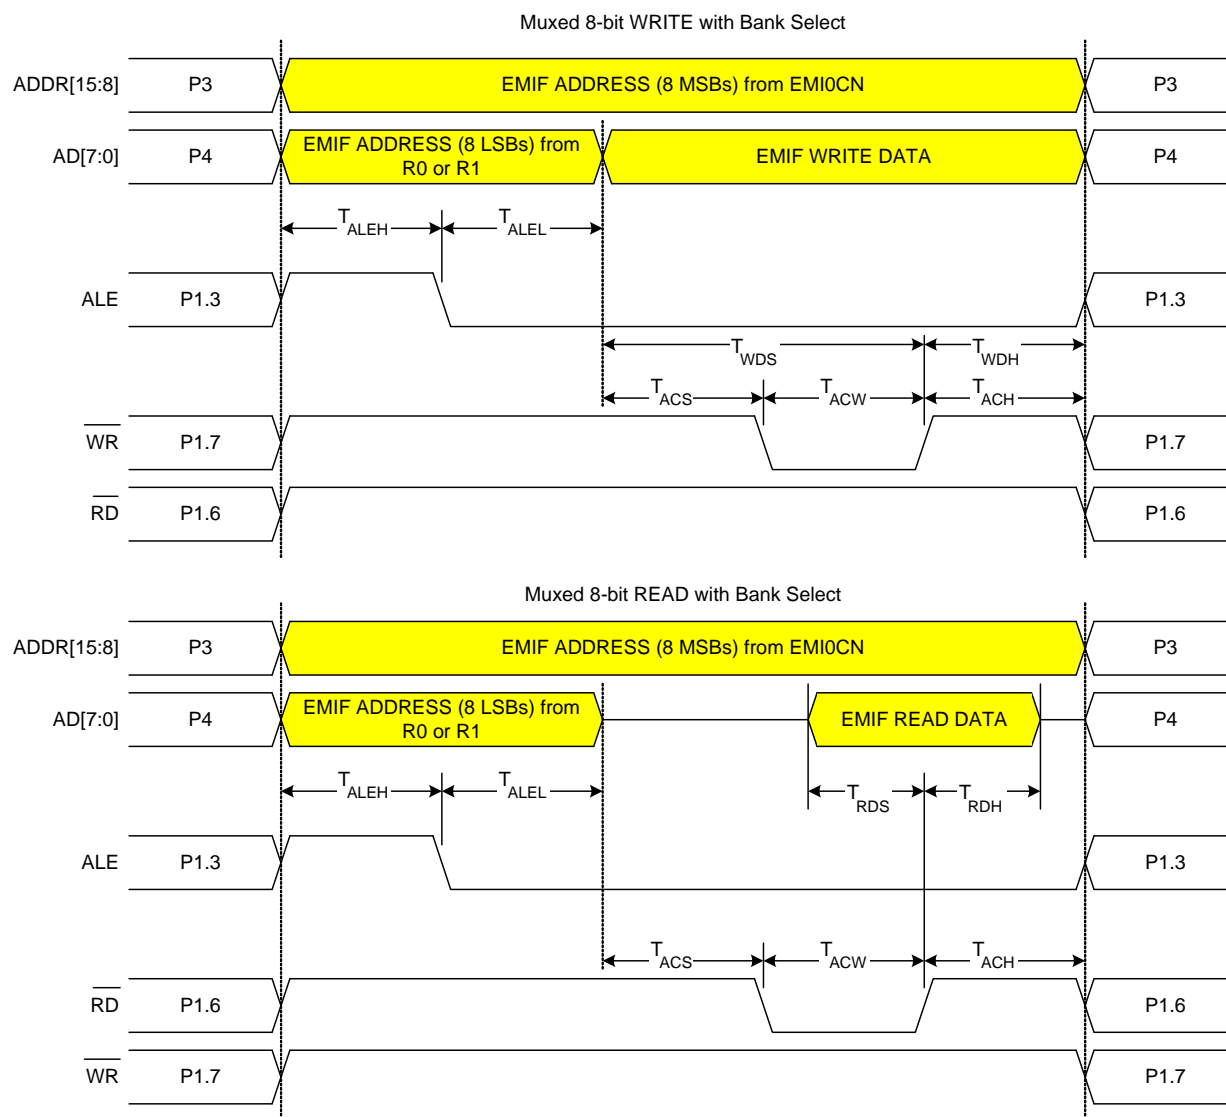 Muxed 8-bit WRITE with Bank Select
ADDR[15:8] P3 EMIF ADDRESS (8 MSBs) from EMI0CN P3
AD[7:0] P4 EMIF ADDRESS (8 LSBs) from R0 or R1 EMIF WRITE DATA P4
TALEH TALEL
ALE P1.3 P1.3
TWDS TWDH
TACS TACW TACH
WR P1.7 P1.7
RD P1.6 P1.6
Muxed 8-bit READ with Bank Select
ADDR[15:8] P3 EMIF ADDRESS (8 MSBs) from EMI0CN P3
AD[7:0] P4 EMIF ADDRESS (8 LSBs) from R0 or R1 EMIF READ DATA P4
TALEH TALEL TRDS TRDH
ALE P1.3 P1.3
TACS TACW TACH
RD P1.6 P1.6
WR P1.7 P1.7